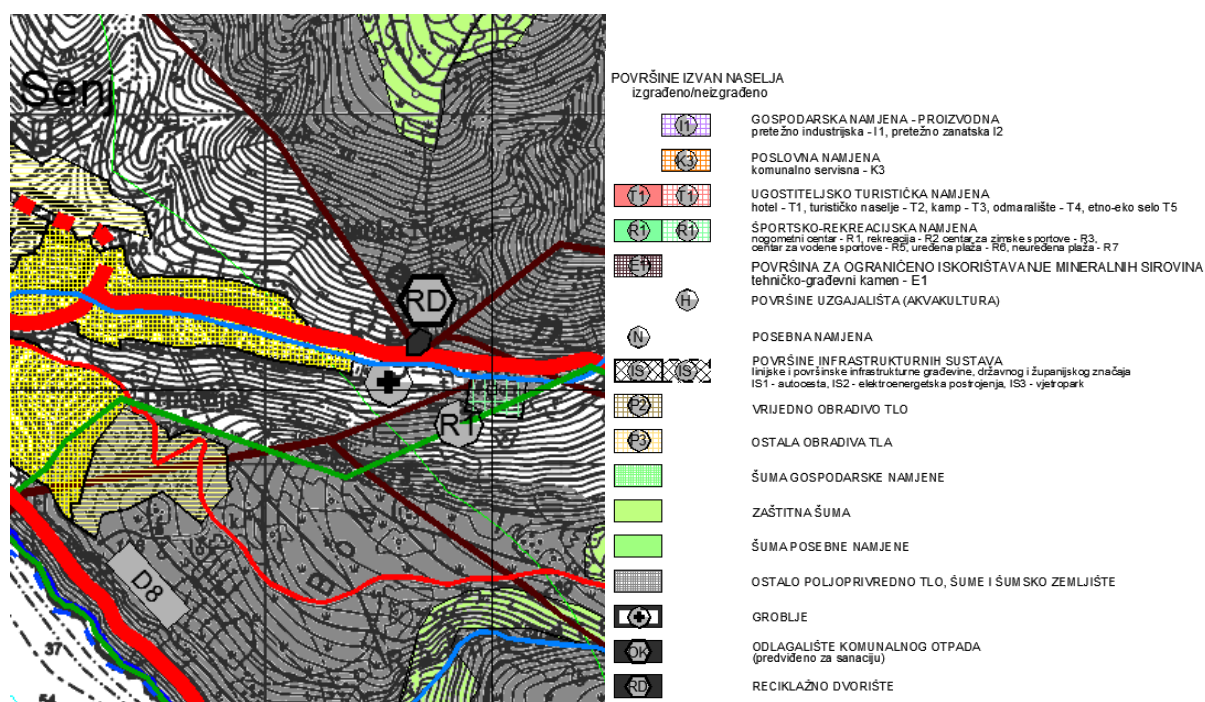 Senj
RD
R1
D8
37
54
POVRŠINE IZVAN NASELJA
izgrađeno/neizgrađeno
I1
GOSPODARSKA NAMJENA - PROIZVODNA
pretežno industrijska - I1, pretežno zanatska I2
K3
POSLOVNA NAMJENA
komunalno servisna - K3
T1 T1
UGOSTITELJSKO TURISTIČKA NAMJENA
hotel - T1, turističko naselje - T2, kamp - T3, odmaralište - T4, etno-eko selo T5
R1 R1
ŠPORTSKO-REKREACIJSKA NAMJENA
nogometni centar - R1, rekreacija - R2 centar za zimske sportove - R3,
centar za vodene sportove - R5, uređena plaža - R6, neuređena plaža - R7
E1
POVRŠINA ZA OGRANIČENO ISKORIŠTAVANJE MINERALNIH SIROVINA
tehničko-građevni kamen - E1
H
POVRŠINE UZGAJALIŠTA (AKVAKULTURA)
N
POSEBNA NAMJENA
IS IS
POVRŠINE INFRASTRUKTURNIH SUSTAVA
linijske i površinske infrastrukturne građevine, državnog i županijskog značaja
IS1 - autocesta, IS2 - elektroenergetska postrojenja, IS3 - vjetropark
P2
VRIJEDNO OBRADIVO TLO
P3
OSTALA OBRADIVA TLA
ŠUMA GOSPODARSKE NAMJENE
ZAŠTITNA ŠUMA
ŠUMA POSEBNE NAMJENE
OSTALO POLJOPRIVREDNO TLO, ŠUME I ŠUMSKO ZEMLJIŠTE
GROBLJE
OK
ODLAGALIŠTE KOMUNALNOG OTPADA
(predviđeno za sanaciju)
RD
RECIKLAŽNO DVORIŠTE